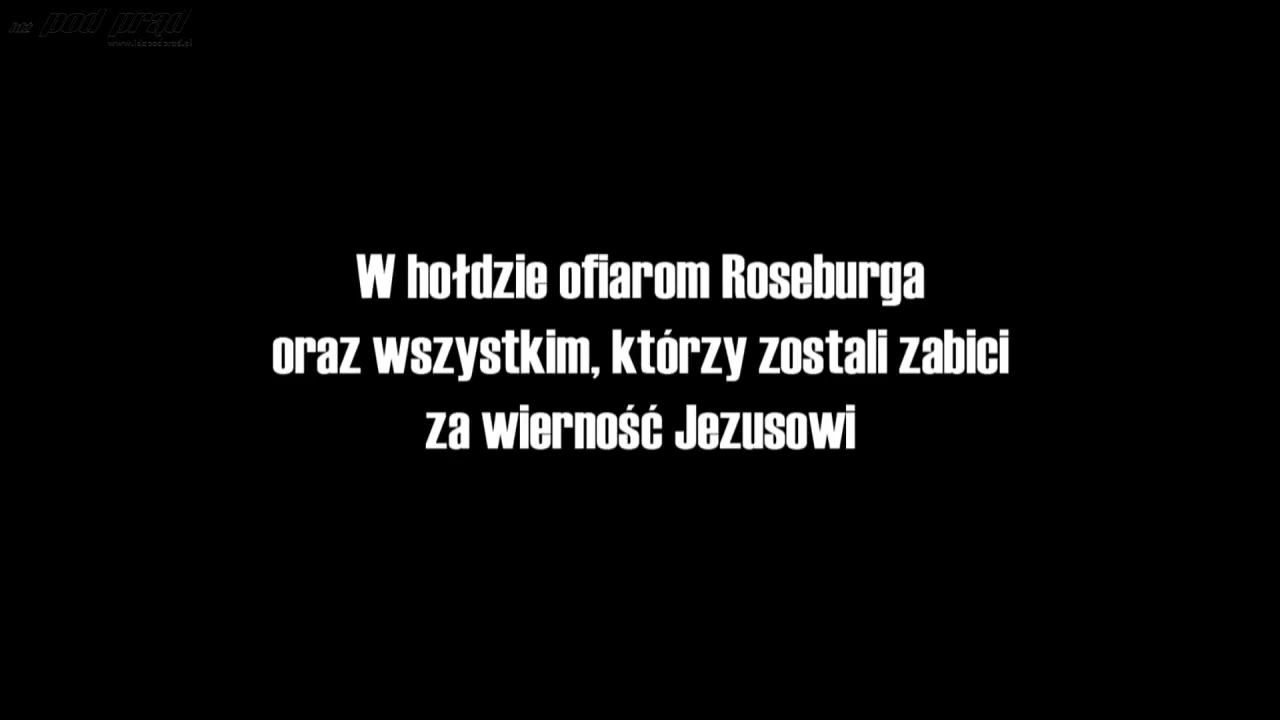 pod prąd
W hołdzie ofiarom Roseburga
oraz wszystkim, którzy zostali zabici
za wierność Jezusowi